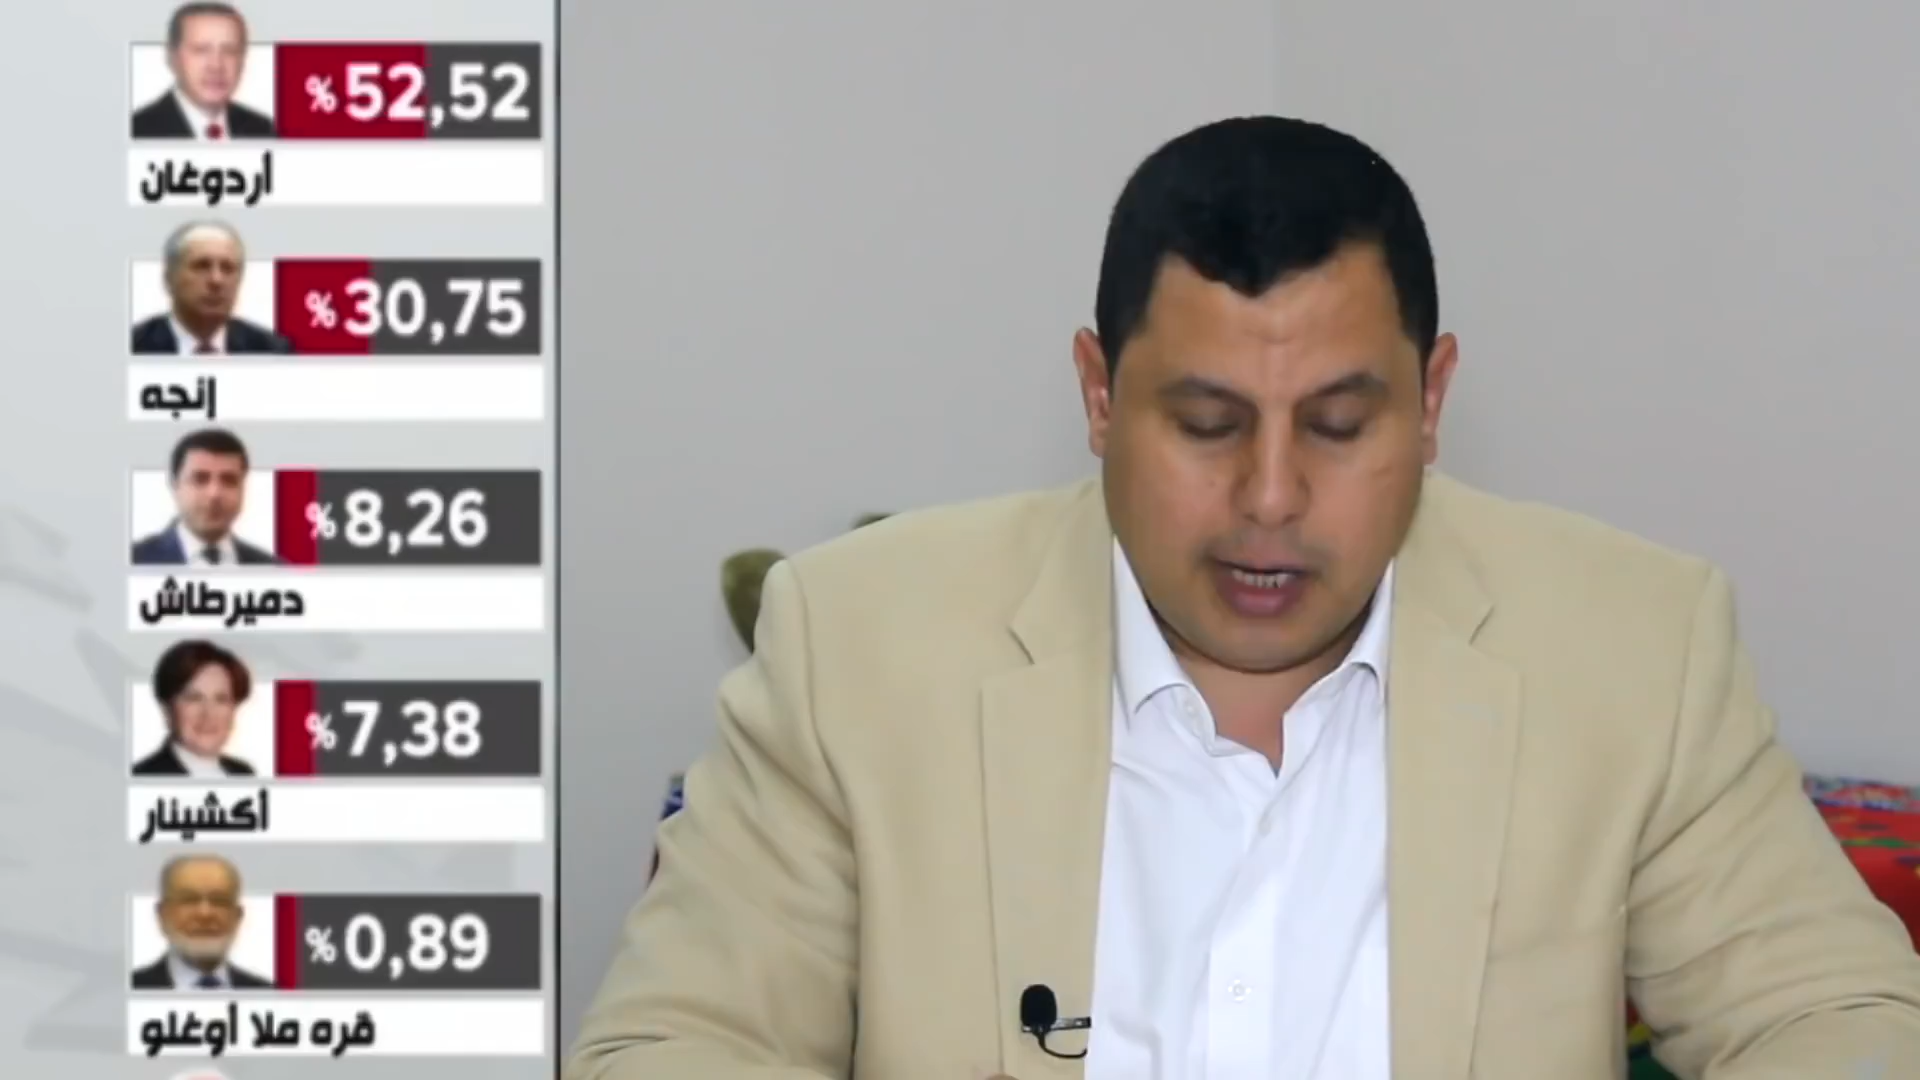 %52,52
أردوغان
%30,75
إنجه
%8,26
دميرطاش
%7,38
أكشينار
%0,89
قره ملا أوغلو